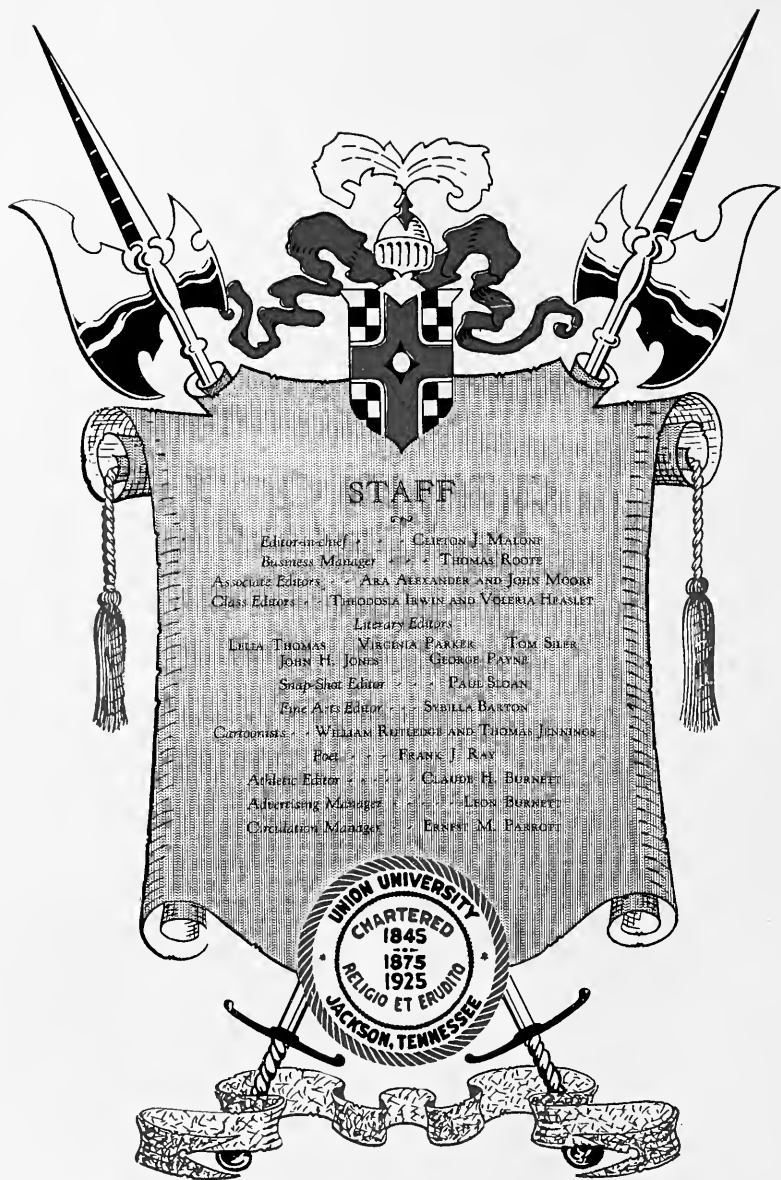 STAFF
Editor-in-chief - - - CLIFTON J. MALONE
Business Manager - - - THOMAS ROOTE
Associate Editors - - ARA ALEXANDER AND JOHN MOORE
Class Editors - - THEODOSIA IRWIN AND VOLERIA HEASLET
Literary Editors
LELIA THOMAS VIRGINIA PARKER TOM SILER
JOHN H. JONES GEORGE PAYNE
Snap-Shot Editor - - - PAUL SLOAN
Fine Arts Editor - - - SYBILLA BARTON
Cartoonists - - WILLIAM RUTLEDGE AND THOMAS JENNINGS
Poet - - - FRANK J. RAY
Athletic Editor - - - - - CLAUDE H. BURNETT
Advertising Manager - - - - - LEON BURNETT
Circulation Manager - - ERNEST M. PARROTT
UNION UNIVERSITY
CHARTERED
1845
1875
1925
RELIGIO ET ERUDITO
JACKSON, TENNESSEE